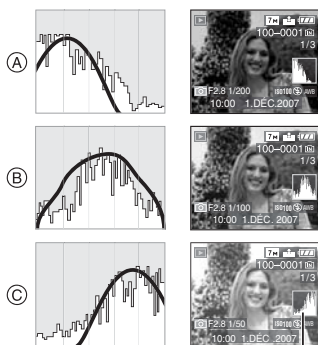 A
7M
100–0001
1/3
F2.8 1/200
ISO100 AWB
10:00 1.DEC.2007
B
7M
100–0001
1/3
F2.8 1/100
ISO100 AWB
10:00 1.DEC. 2007
C
7M
100–0001
1/3
F2.8 1/50
ISO100 AWB
10:00 1.DEC .2007